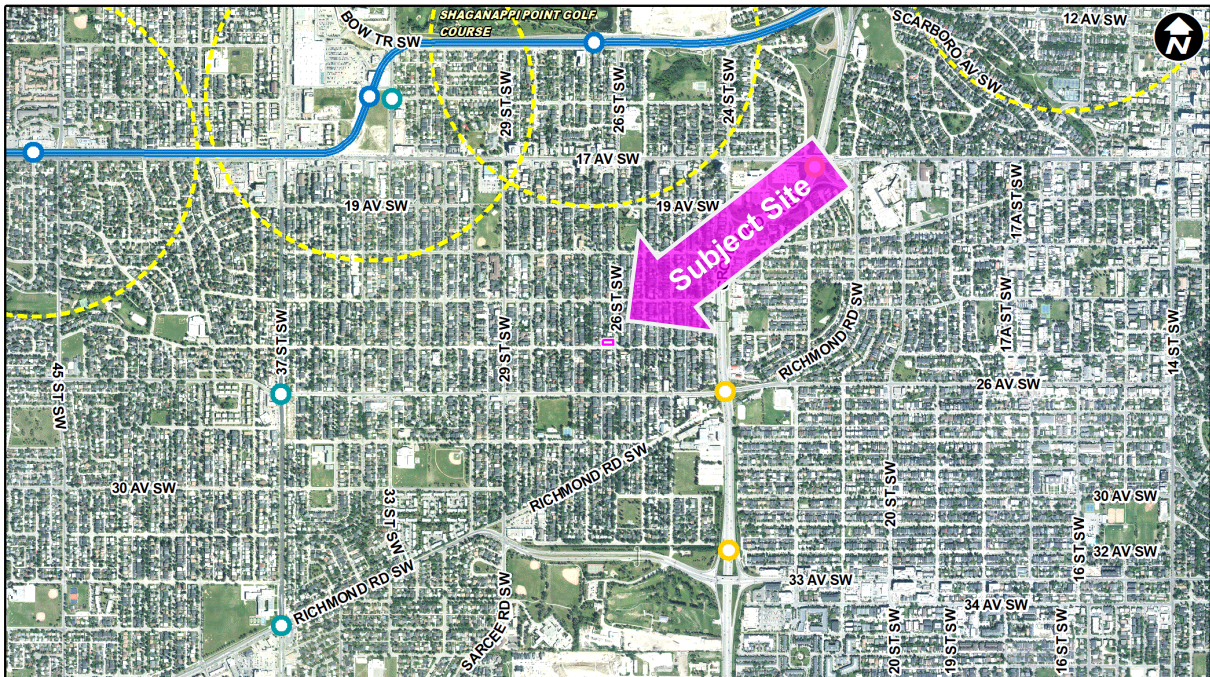 SHAGANAPPI POINT GOLF
COURSE
BOW TR SW
SCARBORO AV SW
12 AV SW
N
29 ST SW
26 ST SW
24 ST SW
17 AV SW
19 AV SW
19 AV SW
17A ST SW
Subject Site
CRO
26 ST SW
29 ST SW
37 ST SW
45 ST SW
RICHMOND RD SW
17A ST SW
14 ST SW
26 AV SW
RICHMOND RD SW
30 AV SW
33 ST SW
20 ST SW
30 AV SW
16 ST SW
32 AV SW
33 AV SW
RICHMOND RD SW
SARCEE RD SW
34 AV SW
20 ST SW
19 ST SW
16 ST SW